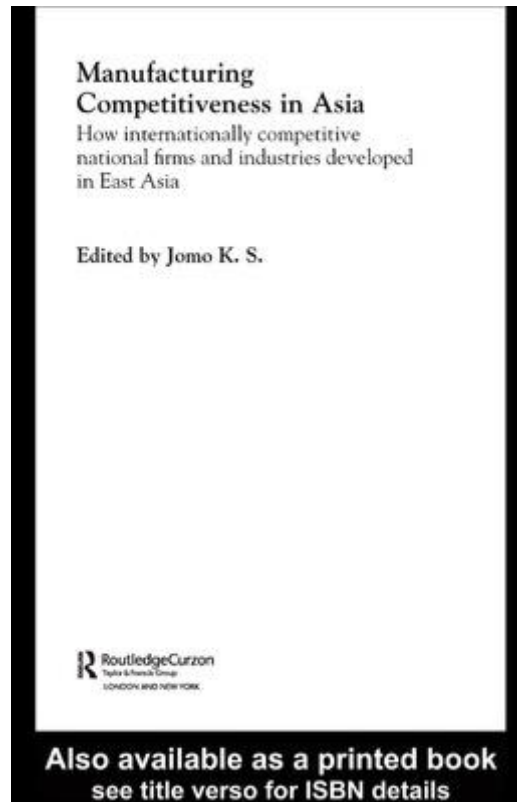 Manufacturing
Competitiveness in Asia
How internationally competitive
national firms and industries developed
in East Asia
Edited by Jomo K. S.
RoutledgeCurzon
Taylor & Francis Group
LONDON AND NEW YORK
Also available as a printed book
see title verso for ISBN details